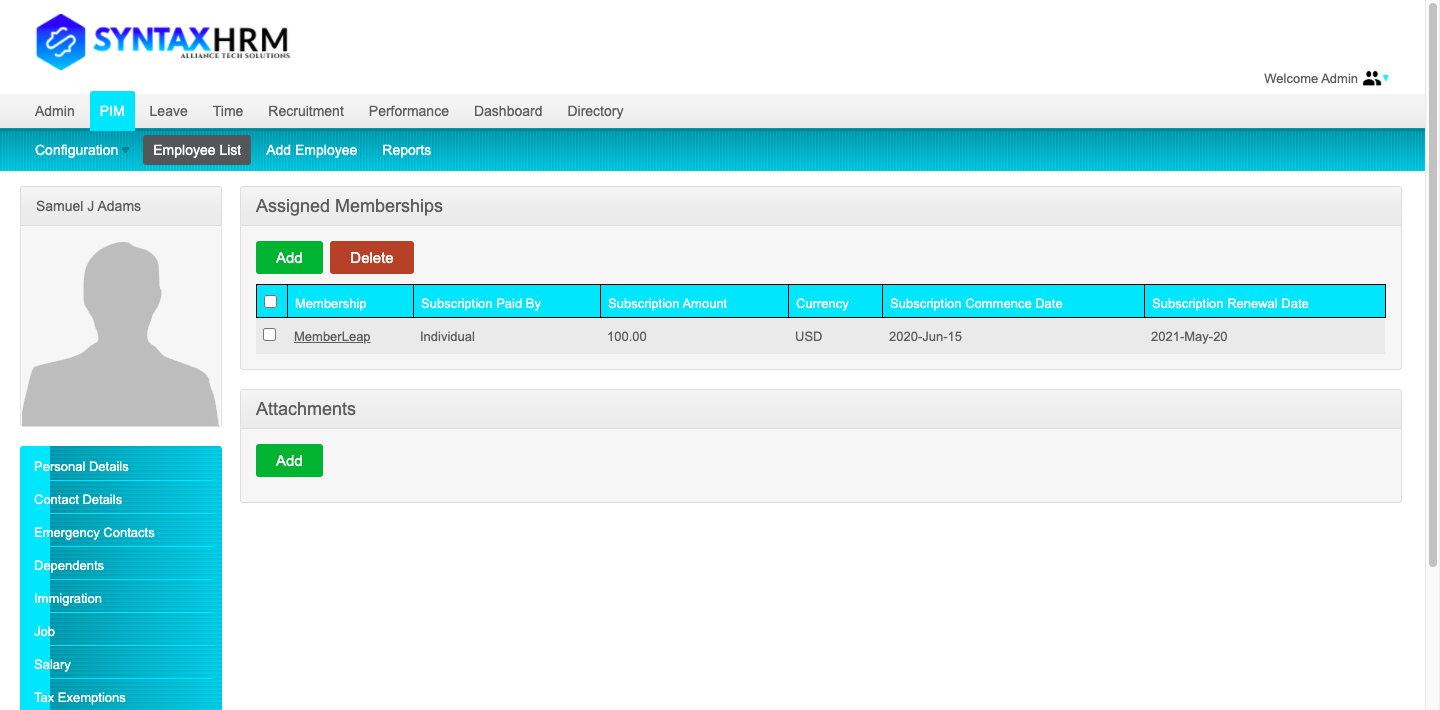 SYNTAXHRM
ALLIANCE TECH SOLUTIONS
Welcome Admin
Admin PIM Leave Time Recruitment Performance Dashboard Directory
Configuration Employee List Add Employee Reports
Samuel J Adams
Assigned Memberships
Add Delete
Membership Subscription Paid By Subscription Amount Currency Subscription Commence Date Subscription Renewal Date
MemberLeap Individual 100.00 USD 2020-Jun-15 2021-May-20
Attachments
Add
Personal Details
Contact Details
Emergency Contacts
Dependents
Immigration
Job
Salary
Tax Exemptions